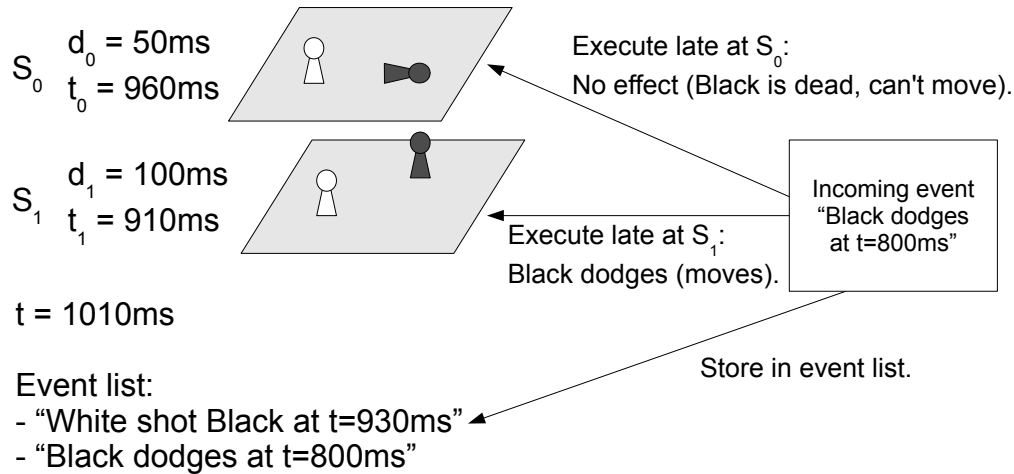 S0
d0 = 50ms
t0 = 960ms
Execute late at S0:
No effect (Black is dead, can't move).
S1
d1 = 100ms
t1 = 910ms
Execute late at S1:
Black dodges (moves).
Incoming event
“Black dodges
at t=800ms”
t = 1010ms
Store in event list.
Event list:
- “White shot Black at t=930ms”
- “Black dodges at t=800ms”